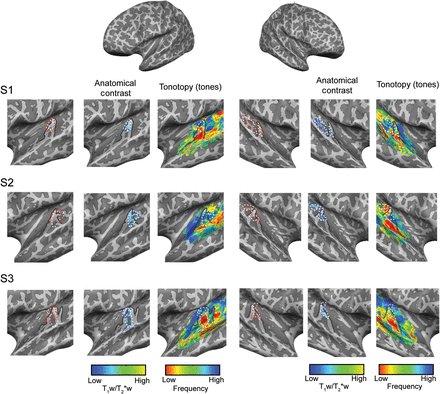 Anatomical contrast
Tonotopy (tones)
Anatomical contrast
Tonotopy (tones)
S1
S2
S3
Low High
Low High
Low High
Low High
T₁w/T₂*w
Frequency
T₁w/T₂*w
Frequency